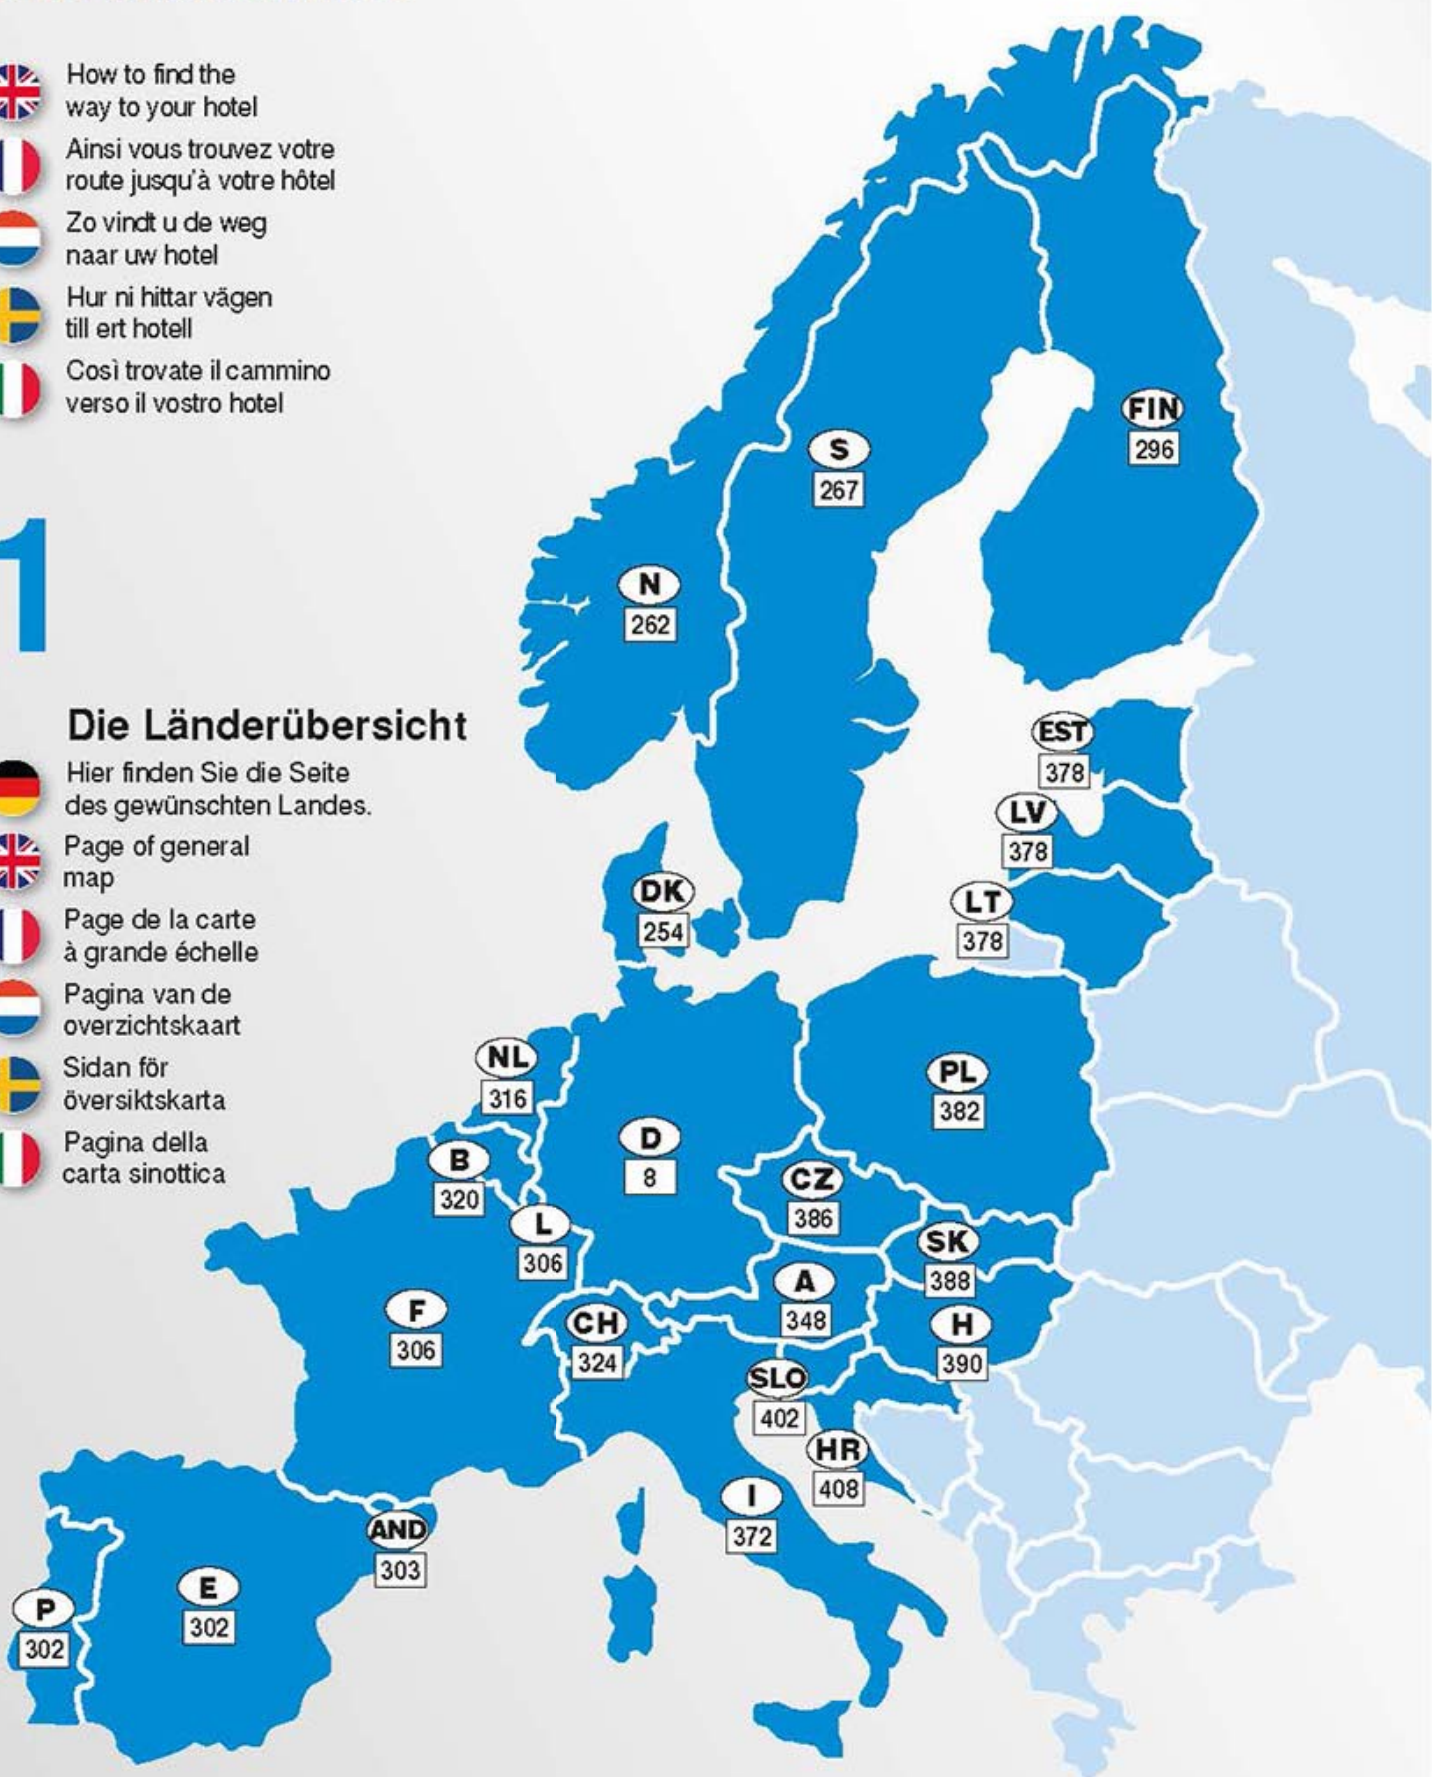 How to find the
way to your hotel
Ainsi vous trouvez votre
route jusqu'à votre hôtel
Zo vindt u de weg
naar uw hotel
Hur ni hittar vägen
till ert hotell
Così trovate il cammino
verso il vostro hotel
1
Die Länderübersicht
Hier finden Sie die Seite
des gewünschten Landes.
Page of general
map
Page de la carte
à grande échelle
Pagina van de
overzichtskaart
Sidan för
översiktskarta
Pagina della
carta sinottica
FIN
296
S
267
N
262
EST
378
LV
378
LT
378
DK
254
NL
316
PL
382
D
8
B
320
CZ
386
L
306
SK
388
A
348
F
306
CH
324
H
390
SLO
402
HR
408
I
372
AND
303
E
302
P
302